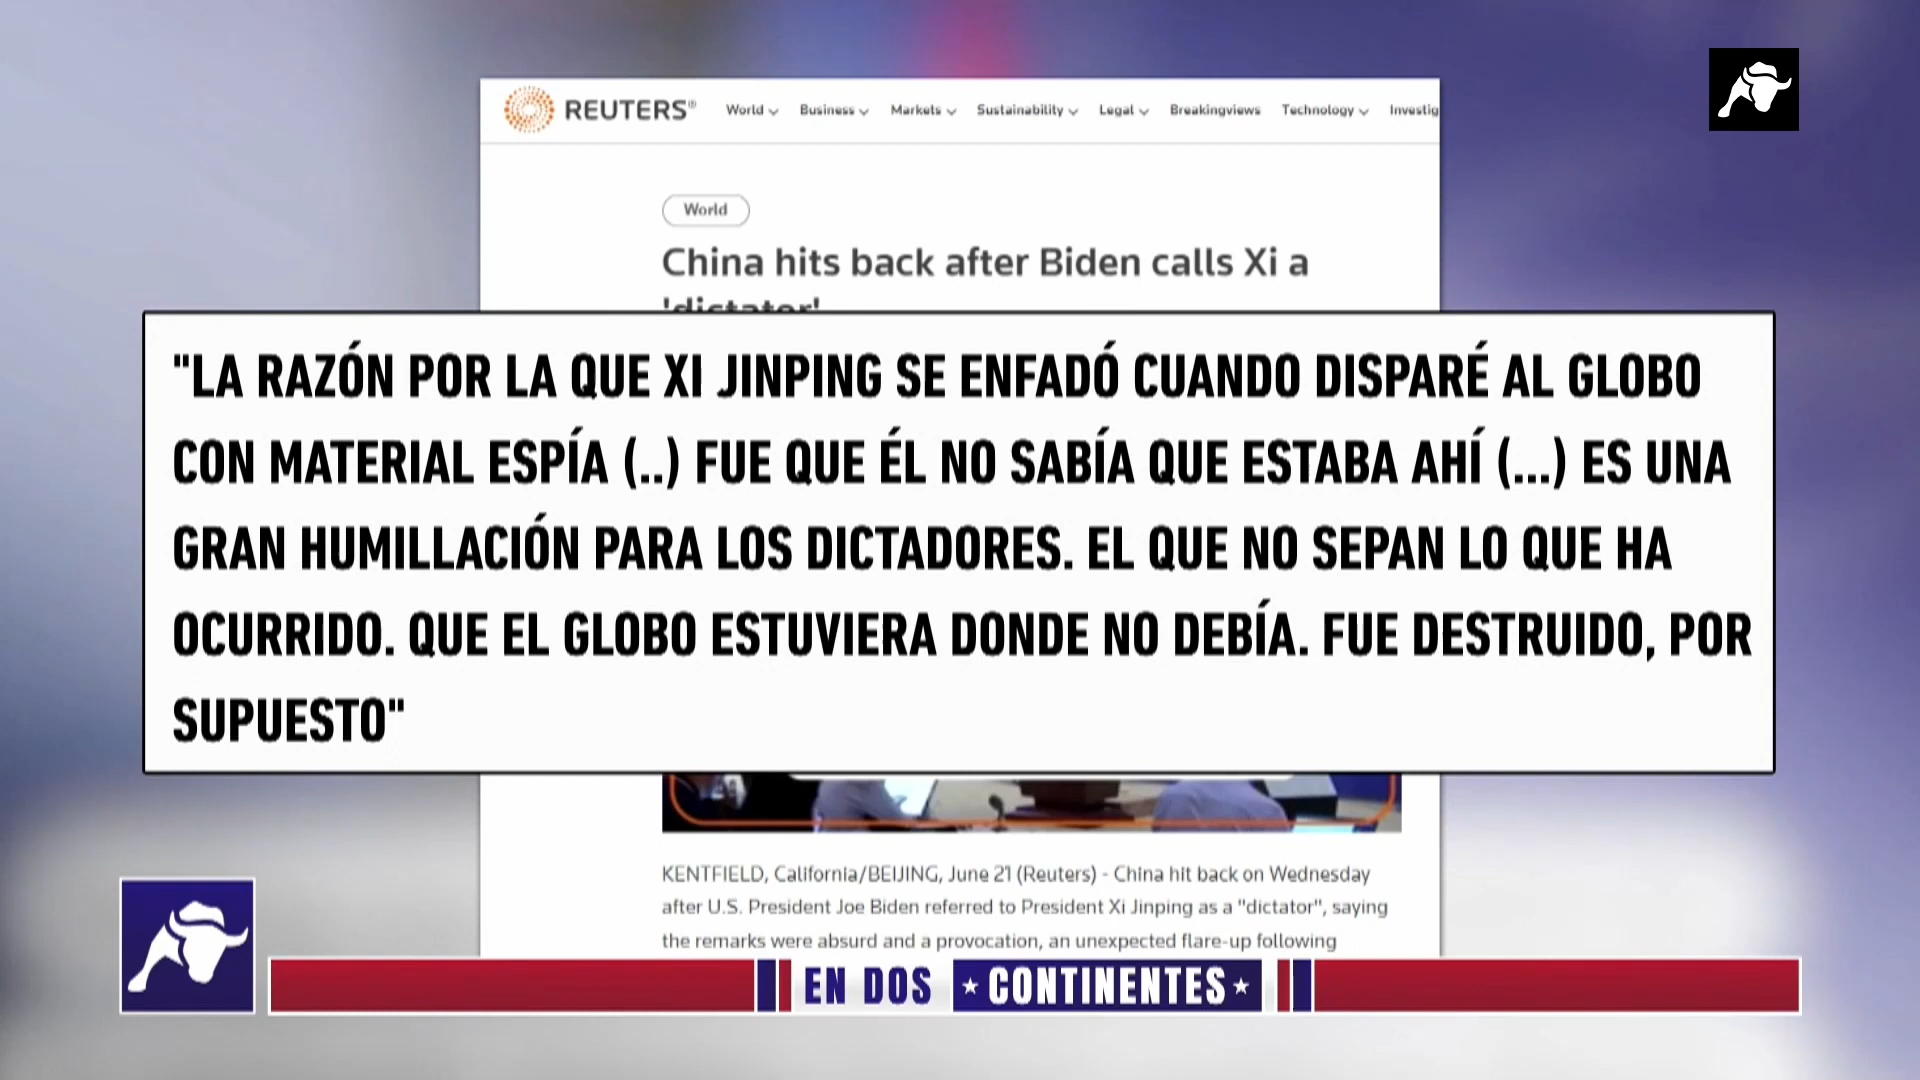 REUTERS®
World Business Markets Sustainability Legal Breakingviews Technology Investig
World
China hits back after Biden calls Xi a
'dictator'
"LA RAZÓN POR LA QUE XI JINPING SE ENFADÓ CUANDO DISPARÉ AL GLOBO
CON MATERIAL ESPÍA (..) FUE QUE ÉL NO SABÍA QUE ESTABA AHÍ (...) ES UNA
GRAN HUMILLACIÓN PARA LOS DICTADORES. EL QUE NO SEPAN LO QUE HA
OCURRIDO. QUE EL GLOBO ESTUVIERA DONDE NO DEBÍA. FUE DESTRUIDO, POR
SUPUESTO"
KENTFIELD, California/BEIJING, June 21 (Reuters) - China hit back on Wednesday
after U.S. President Joe Biden referred to President Xi Jinping as a "dictator", saying
the remarks were absurd and a provocation, an unexpected flare-up following
EN DOS CONTINENTES